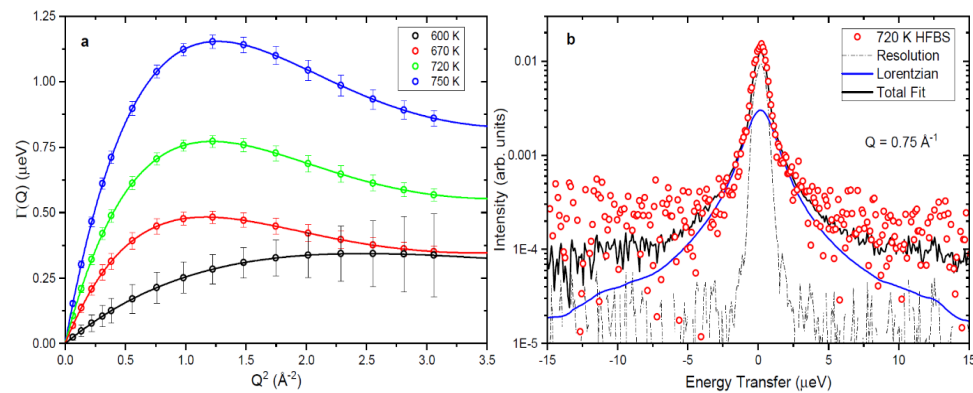 a
600 K
670 K
720 K
750 K
Γ(Q) (μeV)
1.25
1.00
0.75
0.50
0.25
0.00
0.0 0.5 1.0 1.5 2.0 2.5 3.0 3.5
Q² (Å⁻²)
b
720 K HFBS
Resolution
Lorentzian
Total Fit
Q = 0.75 Å⁻¹
Intensity (arb. units)
0.01
0.001
1E-4
1E-5
-15 -10 -5 0 5 10 15
Energy Transfer (μeV)